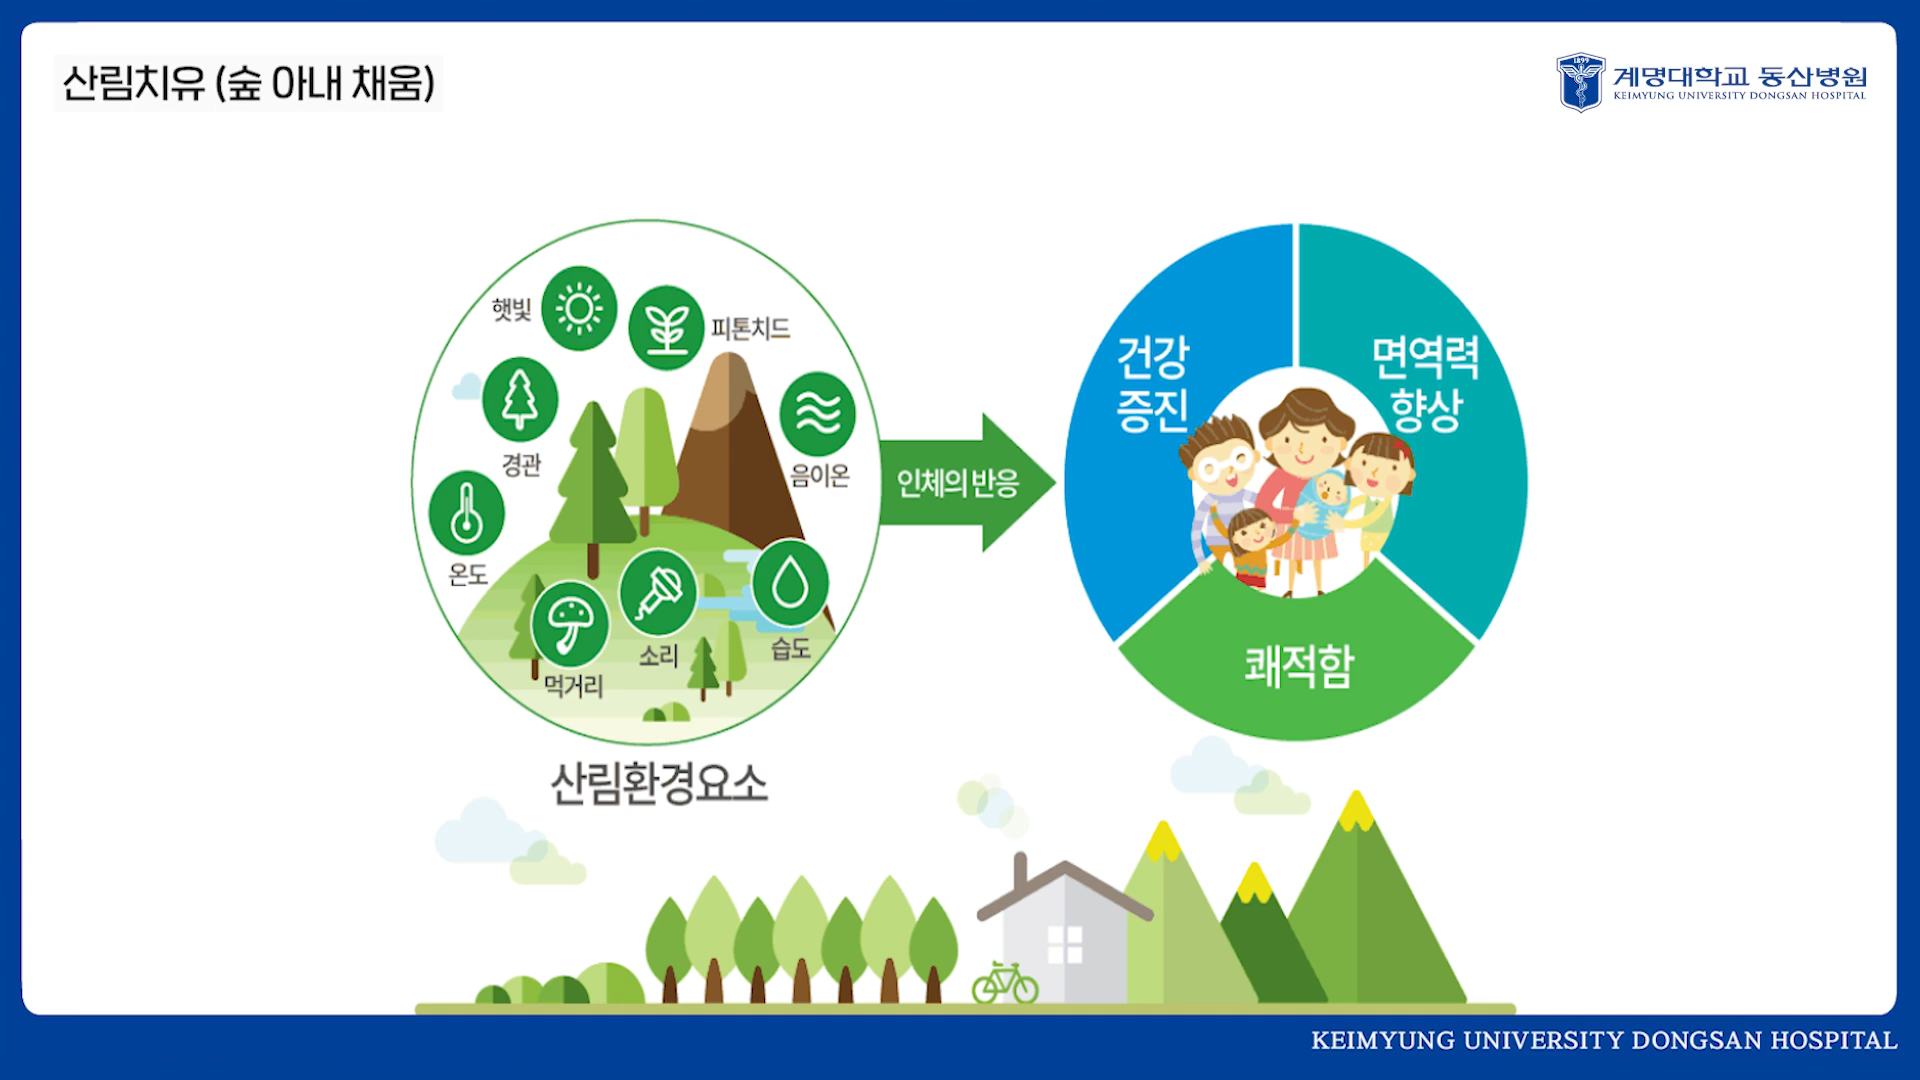 산림치유 (숲 아내 채움)
1899
계명대학교 동산병원
KEIMYUNG UNIVERSITY DONGSAN HOSPITAL
햇빛
피톤치드
경관
음이온
온도
소리
습도
먹거리
산림환경요소
인체의 반응
건강
증진
면역력
향상
쾌적함
KEIMYUNG UNIVERSITY DONGSAN HOSPITAL